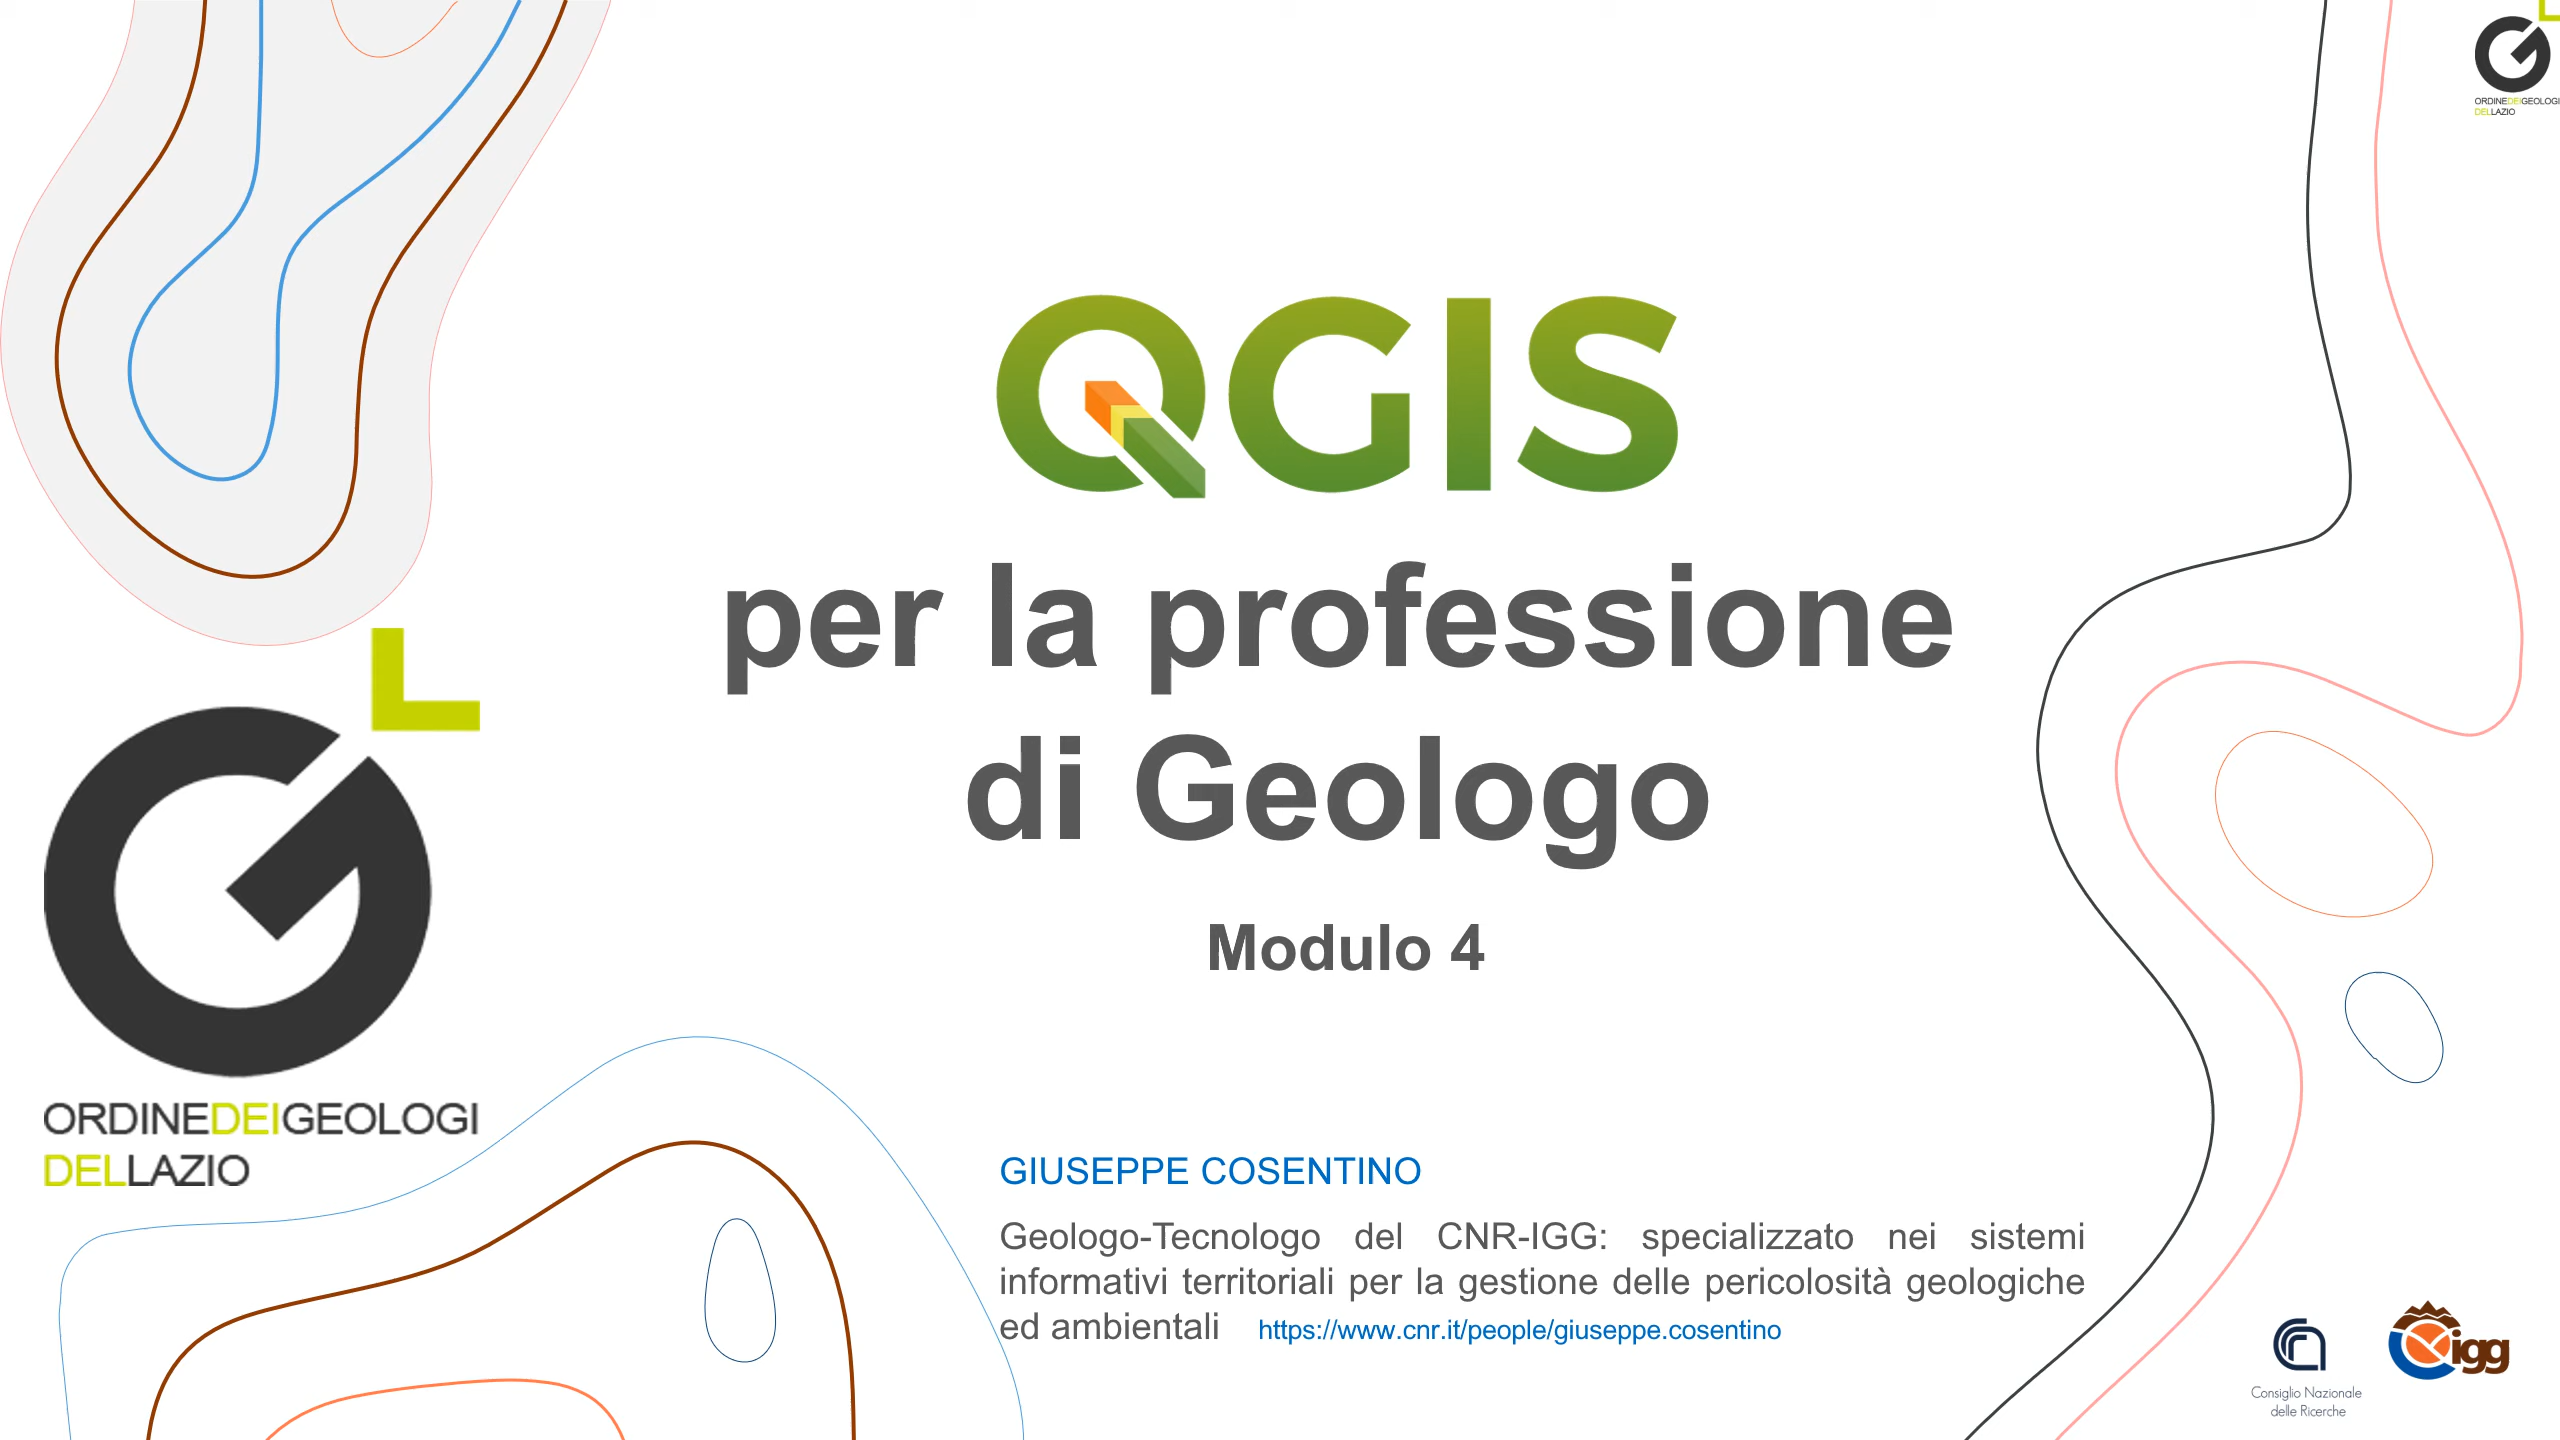 ORDINEDEIGEOLOGI
DELLAZIO
QGIS
per la professione
di Geologo
Modulo 4
ORDINEDEIGEOLOGI
DELLAZIO
GIUSEPPE COSENTINO
Geologo-Tecnologo del CNR-IGG: specializzato nei sistemi
informativi territoriali per la gestione delle pericolosità geologiche
ed ambientali https://www.cnr.it/people/giuseppe.cosentino
igg
Consiglio Nazionale
delle Ricerche